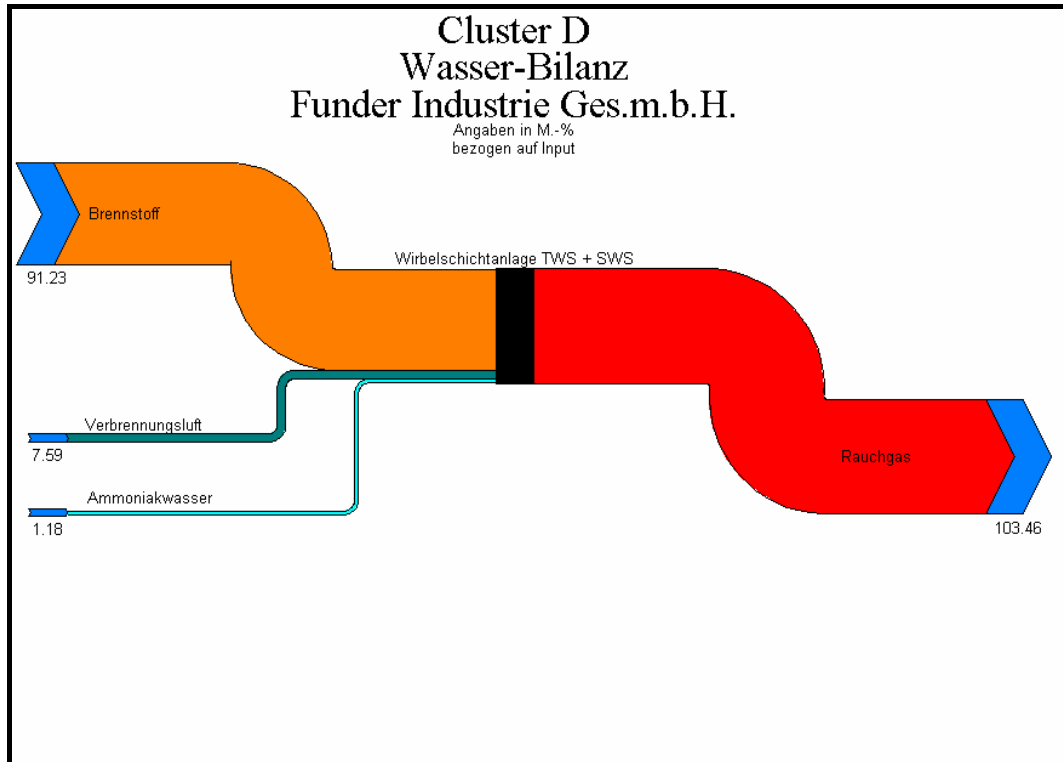 Cluster D
Wasser-Bilanz
Funder Industrie Ges.m.b.H.
Angaben in M.-%
bezogen auf Input
Brennstoff
91.23
Wirbelschichtanlage TWS + SWS
Verbrennungsluft
7.59
Ammoniakwasser
1.18
Rauchgas
103.46